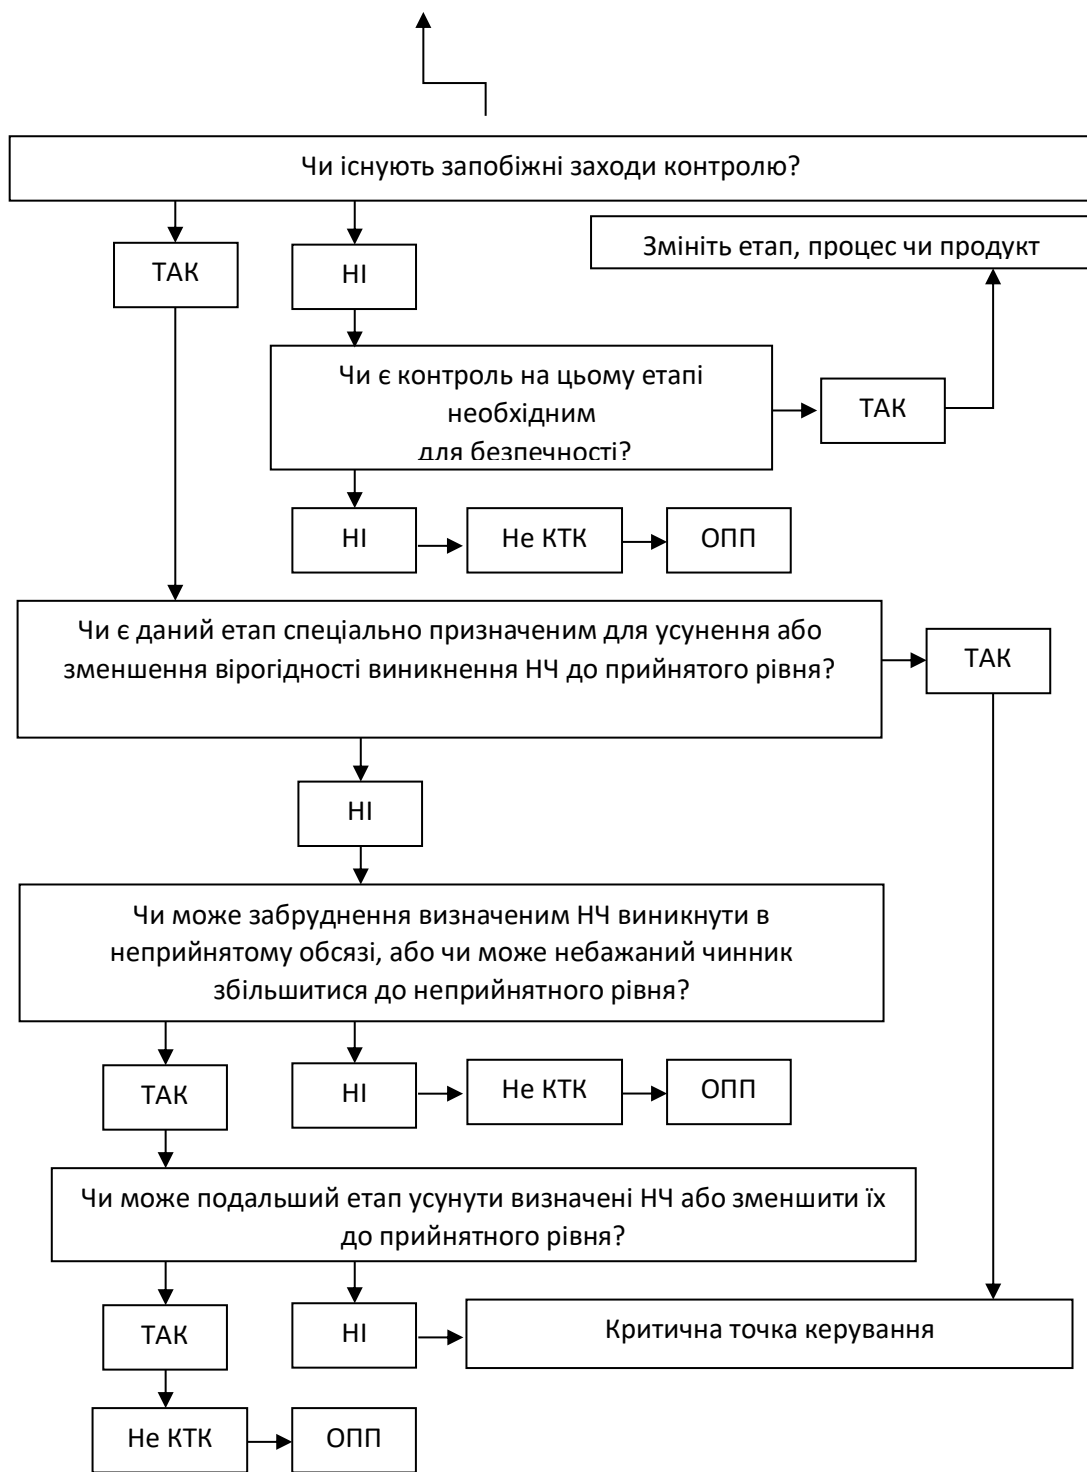 Чи існують запобіжні заходи контролю?
Змініть етап, процес чи продукт
ТАК
НІ
Чи є контроль на цьому етапі
необхідним
для безпечності?
ТАК
НІ
Не КТК
ОПП
Чи є даний етап спеціально призначеним для усунення або
зменшення вірогідності виникнення НЧ до прийнятого рівня?
ТАК
НІ
Чи може забруднення визначеним НЧ виникнути в
неприйнятому обсязі, або чи може небажаний чинник
збільшитися до неприйнятного рівня?
ТАК
НІ
Не КТК
ОПП
Чи може подальший етап усунути визначені НЧ або зменшити їх
до прийнятного рівня?
ТАК
НІ
Критична точка керування
Не КТК
ОПП